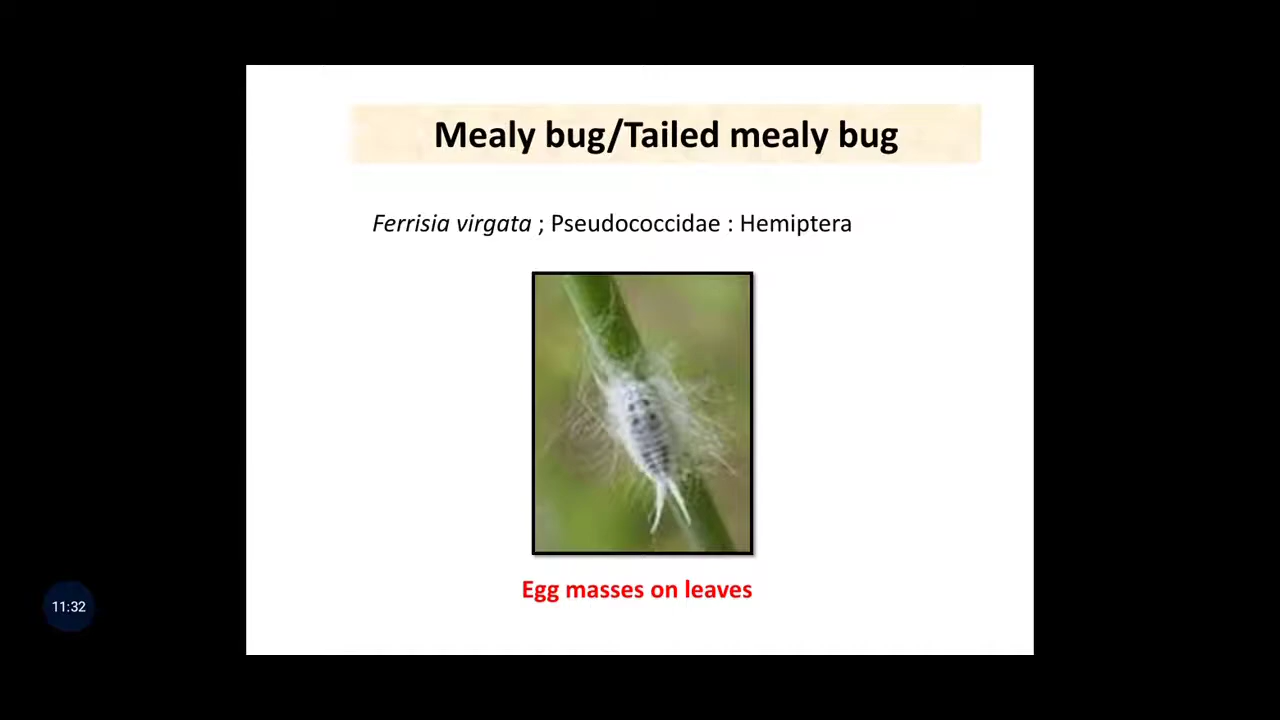 Mealy bug/Tailed mealy bug
Ferrisia virgata ; Pseudococcidae : Hemiptera
Egg masses on leaves
11:32